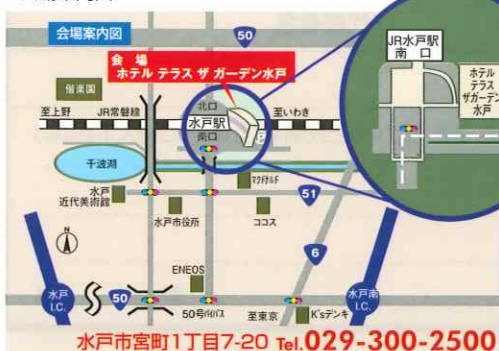 会場案内図
50
会 場
ホテル テラス ザ ガーデン水戸
偕楽園
至上野
JR常磐線
北口
水戸駅
南口
至いわき
JR水戸駅
南 口
ホテル
テラス
ザガーデン
水戸
千波湖
水戸
近代美術館
マクドナルド
51
水戸市役所
ココス
N
6
ENEOS
水戸
I.C.
50
50号バイパス
至東京
K'sデンキ
水戸南
I.C.
水戸市宮町1丁目7-20 Tel.029-300-2500